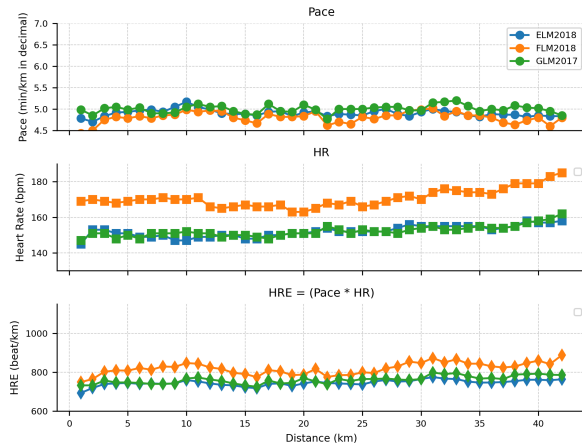 Pace
Pace (min/km in decimal)
7.0
6.5
6.0
5.5
5.0
4.5
ELM2018
FLM2018
GLM2017
HR
Heart Rate (bpm)
180
160
140
HRE = (Pace * HR)
HRE (beat/km)
1000
800
600
0 5 10 15 20 25 30 35 40
Distance (km)